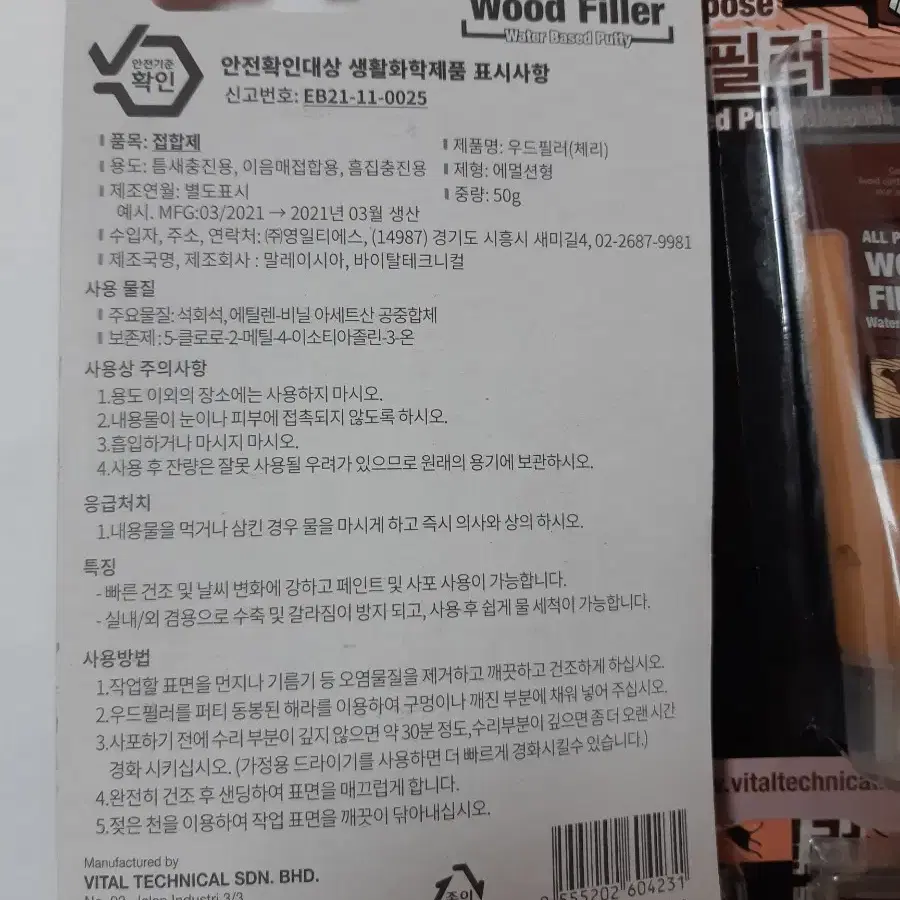 Wood Filler
Water Based Putty
안전기준
확인
안전확인대상 생활화학제품 표시사항
신고번호: EB21-11-0025
품목: 접합제
제품명: 우드필러(체리)
용도: 틈새충진용, 이음매접합용, 흠집충진용
제형: 에멀션형
제조연월: 별도표시
중량: 50g
예시. MFG:03/2021 → 2021년 03월 생산
수입자, 주소, 연락처: ㈜영일티에스, (14987) 경기도 시흥시 새미길4, 02-2687-9981
제조국명, 제조회사 : 말레이시아, 바이탈테크니컬
사용 물질
주요물질: 석회석, 에틸렌-비닐 아세트산 공중합체
보존제 : 5-클로로-2-메틸-4-이소티아졸린-3-온
사용상 주의사항
1.용도 이외의 장소에는 사용하지 마시오.
2.내용물이 눈이나 피부에 접촉되지 않도록 하시오.
3.흡입하거나 마시지 마시오.
4.사용 후 잔량은 잘못 사용될 우려가 있으므로 원래의 용기에 보관하시오.
응급처치
1.내용물을 먹거나 삼킨 경우 물을 마시게 하고 즉시 의사와 상의 하시오.
특징
- 빠른 건조 및 날씨 변화에 강하고 페인트 및 사포 사용이 가능합니다.
- 실내/외 겸용으로 수축 및 갈라짐이 방지 되고, 사용 후 쉽게 물 세척이 가능합니다.
사용방법
1.작업할 표면을 먼지나 기름기 등 오염물질을 제거하고 깨끗하고 건조하게 하십시오.
2.우드필러를 퍼티 동봉된 해라를 이용하여 구멍이나 깨진 부분에 채워 넣어 주십시오.
3.사포하기 전에 수리 부분이 깊지 않으면 약 30분 정도, 수리부분이 깊으면 좀 더 오랜 시간
경화 시키십시오. (가정용 드라이기를 사용하면 더 빠르게 경화시킬수 있습니다.)
4.완전히 건조 후 샌딩하여 표면을 매끄럽게 합니다.
5.젖은 천을 이용하여 작업 표면을 깨끗이 닦아내십시오.
Manufactured by
VITAL TECHNICAL SDN. BHD.
종이
9 555202 604231
pose
필러
d Put
ALL P
WO
FIL
Water
.vitaltechnica